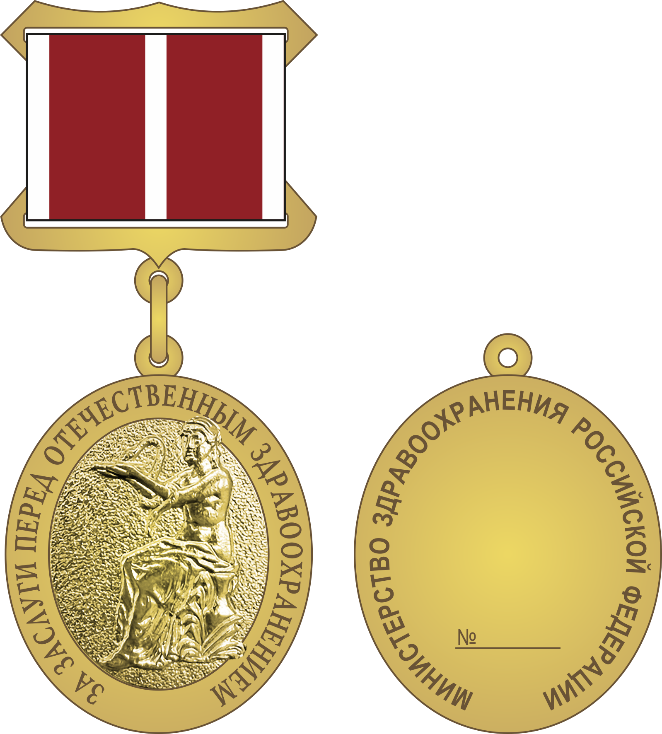 ЗА ЗАСЛУГИ ПЕРЕД ОТЕЧЕСТВЕННЫМ ЗДРАВООХРАНЕНИЕМ
МИНИСТЕРСТВО ЗДРАВООХРАНЕНИЯ РОССИЙСКОЙ ФЕДЕРАЦИИ
№